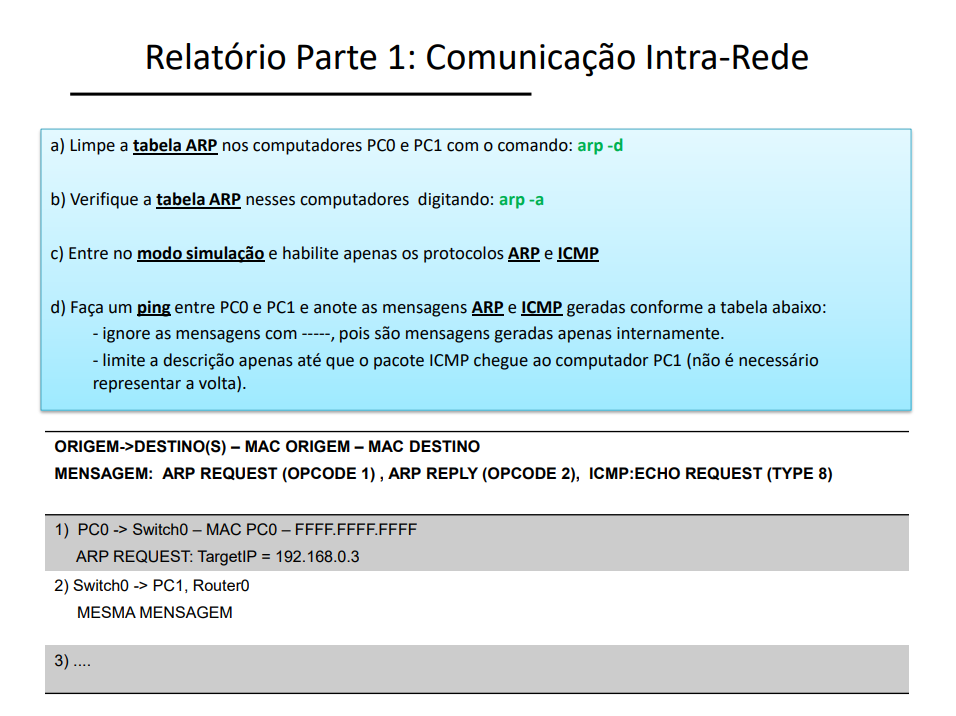 Relatório Parte 1: Comunicação Intra-Rede
a) Limpe a tabela ARP nos computadores PC0 e PC1 com o comando: arp -d
b) Verifique a tabela ARP nesses computadores digitando: arp -a
c) Entre no modo simulação e habilite apenas os protocolos ARP e ICMP
d) Faça um ping entre PC0 e PC1 e anote as mensagens ARP e ICMP geradas conforme a tabela abaixo:
- ignore as mensagens com -----, pois são mensagens geradas apenas internamente.
- limite a descrição apenas até que o pacote ICMP chegue ao computador PC1 (não é necessário
representar a volta).
ORIGEM->DESTINO(S) – MAC ORIGEM – MAC DESTINO
MENSAGEM: ARP REQUEST (OPCODE 1) , ARP REPLY (OPCODE 2), ICMP:ECHO REQUEST (TYPE 8)
1) PC0 -> Switch0 – MAC PC0 – FFFF.FFFF.FFFF
ARP REQUEST: TargetIP = 192.168.0.3
2) Switch0 -> PC1, Router0
MESMA MENSAGEM
3) ....